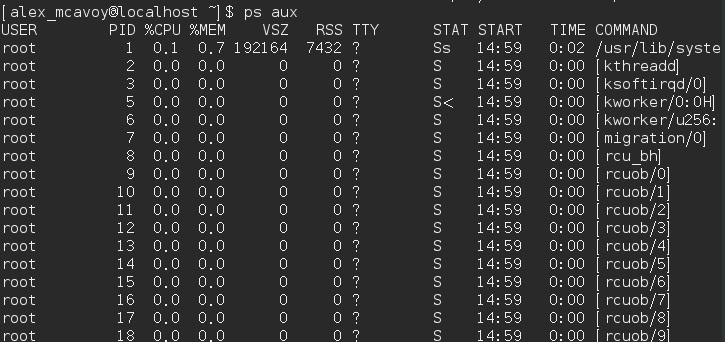 [alex_mcavoy@localhost ~]$ ps aux
USER PID %CPU %MEM VSZ RSS TTY STAT START TIME COMMAND
root 1 0.1 0.7 192164 7432 ? Ss 14:59 0:02 /usr/lib/syste
root 2 0.0 0.0 0 0 ? S 14:59 0:00 [kthreadd]
root 3 0.0 0.0 0 0 ? S 14:59 0:00 [ksoftirqd/0]
root 5 0.0 0.0 0 0 ? S< 14:59 0:00 [kworker/0:0H]
root 6 0.0 0.0 0 0 ? S 14:59 0:00 [kworker/u256:
root 7 0.0 0.0 0 0 ? S 14:59 0:00 [migration/0]
root 8 0.0 0.0 0 0 ? S 14:59 0:00 [rcu_bh]
root 9 0.0 0.0 0 0 ? S 14:59 0:00 [rcuob/0]
root 10 0.0 0.0 0 0 ? S 14:59 0:00 [rcuob/1]
root 11 0.0 0.0 0 0 ? S 14:59 0:00 [rcuob/2]
root 12 0.0 0.0 0 0 ? S 14:59 0:00 [rcuob/3]
root 13 0.0 0.0 0 0 ? S 14:59 0:00 [rcuob/4]
root 14 0.0 0.0 0 0 ? S 14:59 0:00 [rcuob/5]
root 15 0.0 0.0 0 0 ? S 14:59 0:00 [rcuob/6]
root 16 0.0 0.0 0 0 ? S 14:59 0:00 [rcuob/7]
root 17 0.0 0.0 0 0 ? S 14:59 0:00 [rcuob/8]
root 18 0.0 0.0 0 0 ? S 14:59 0:00 [rcuob/9]